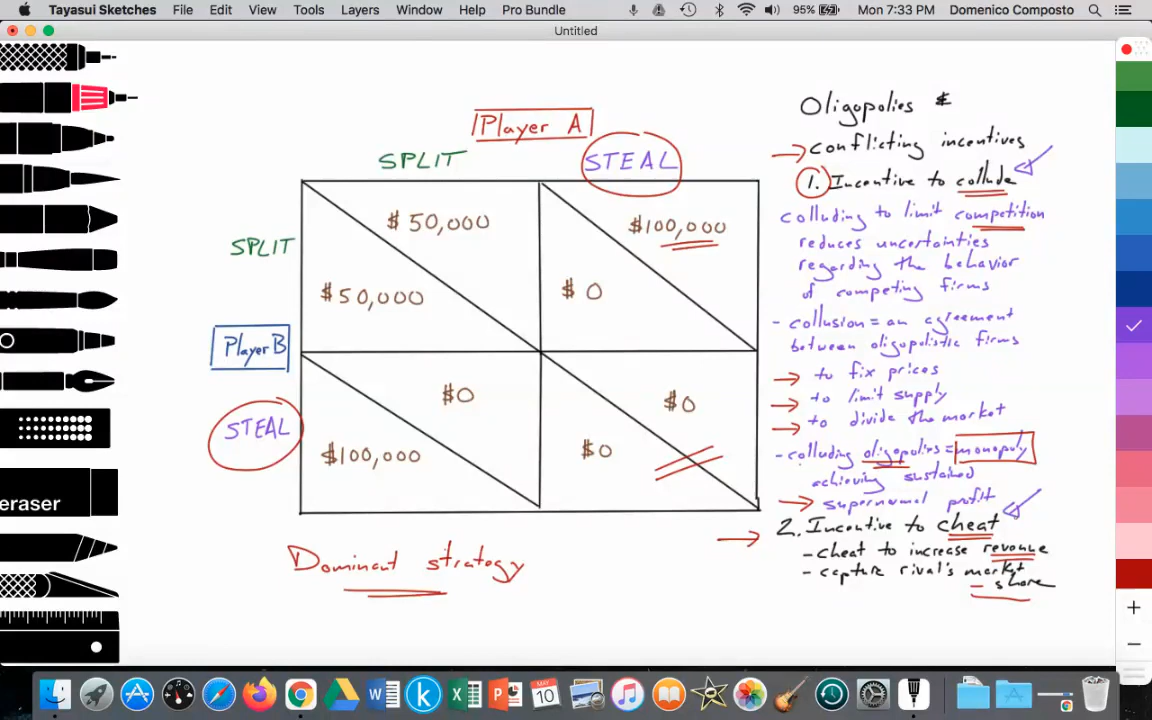 Tayasui Sketches File Edit View Tools Layers Window Help Pro Bundle 95% Mon 7:33 PM Domenico Composto
Untitled
Player A
SPLIT STEAL
$50,000
$50,000
$100,000
$0
SPLIT
Player B
STEAL
$0
$100,000
$0
$0
Dominant strategy
Oligopolies &
conflicting incentives
1. Incentive to collude
colluding to limit competition
reduces uncertainties
regarding the behavior
of competing firms
- collusion = an agreement
between oligopolistic firms
to fix prices
to limit supply
to divide the market
- colluding oligopolies = monopoly
achieving sustained
supernormal profit
2. Incentive to cheat
- cheat to increase revenue
- capture rival's market
share
eraser
MAY
10